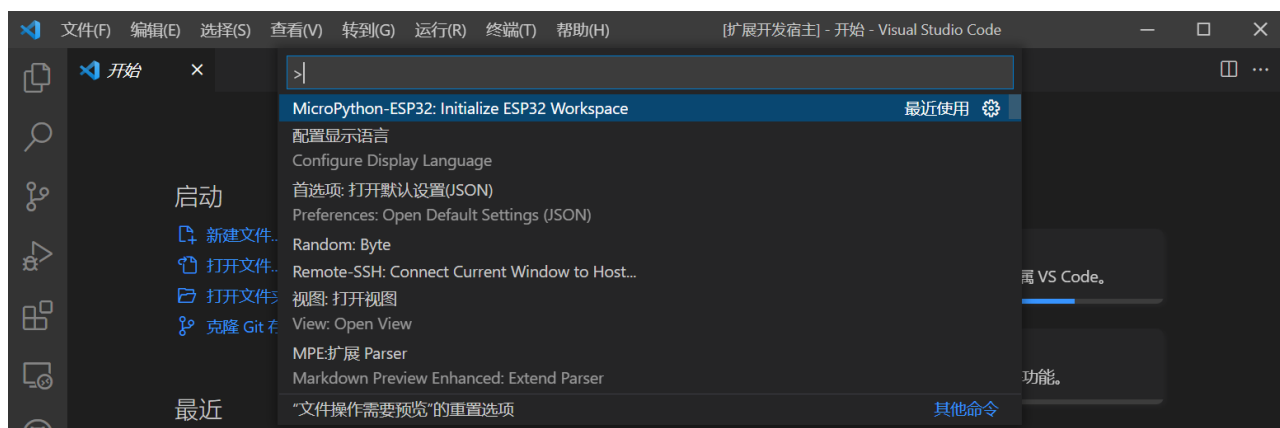 文件(F) 编辑(E) 选择(S) 查看(V) 转到(G) 运行(R) 终端(T) 帮助(H) [扩展开发宿主] - 开始 - Visual Studio Code
开始
>
MicroPython-ESP32: Initialize ESP32 Workspace 最近使用
配置显示语言
Configure Display Language
首选项: 打开默认设置(JSON)
Preferences: Open Default Settings (JSON)
Random: Byte
Remote-SSH: Connect Current Window to Host...
视图: 打开视图
View: Open View
MPE:扩展 Parser
Markdown Preview Enhanced: Extend Parser
“文件操作需要预览”的重置选项 其他命令
启动
新建文件..
打开文件..
打开文件
克隆 Git
最近
属 VS Code。
功能。